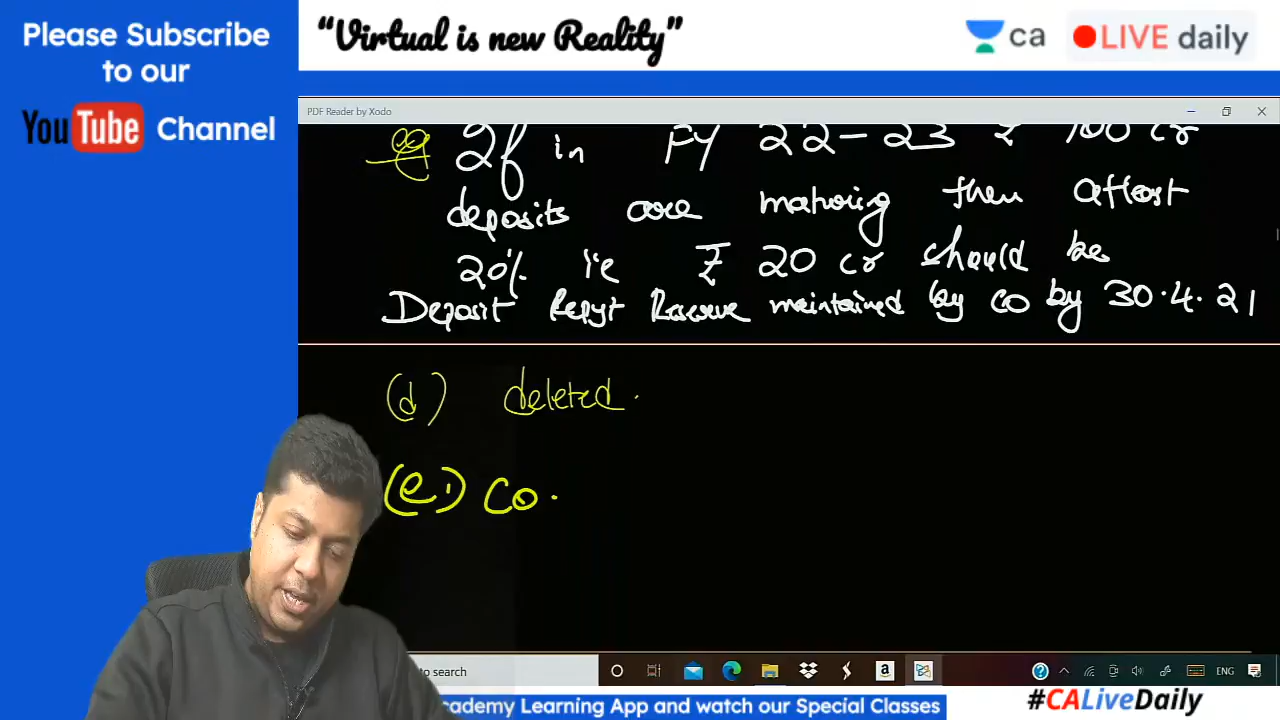 Please Subscribe
to our
YouTube Channel
“Virtual is new Reality”
ca
LIVE daily
PDF Reader by Xodo
eg
If in FY 22-23 ₹ 100 cr
deposits are maturing then atleast
20% ie ₹ 20 cr should be
Deposit Repyt Reserve maintained by co by 30.4.21
(d) deleted.
(e) Co.
to search
ENG
cademy Learning App and watch our Special Classes
#CALiveDaily